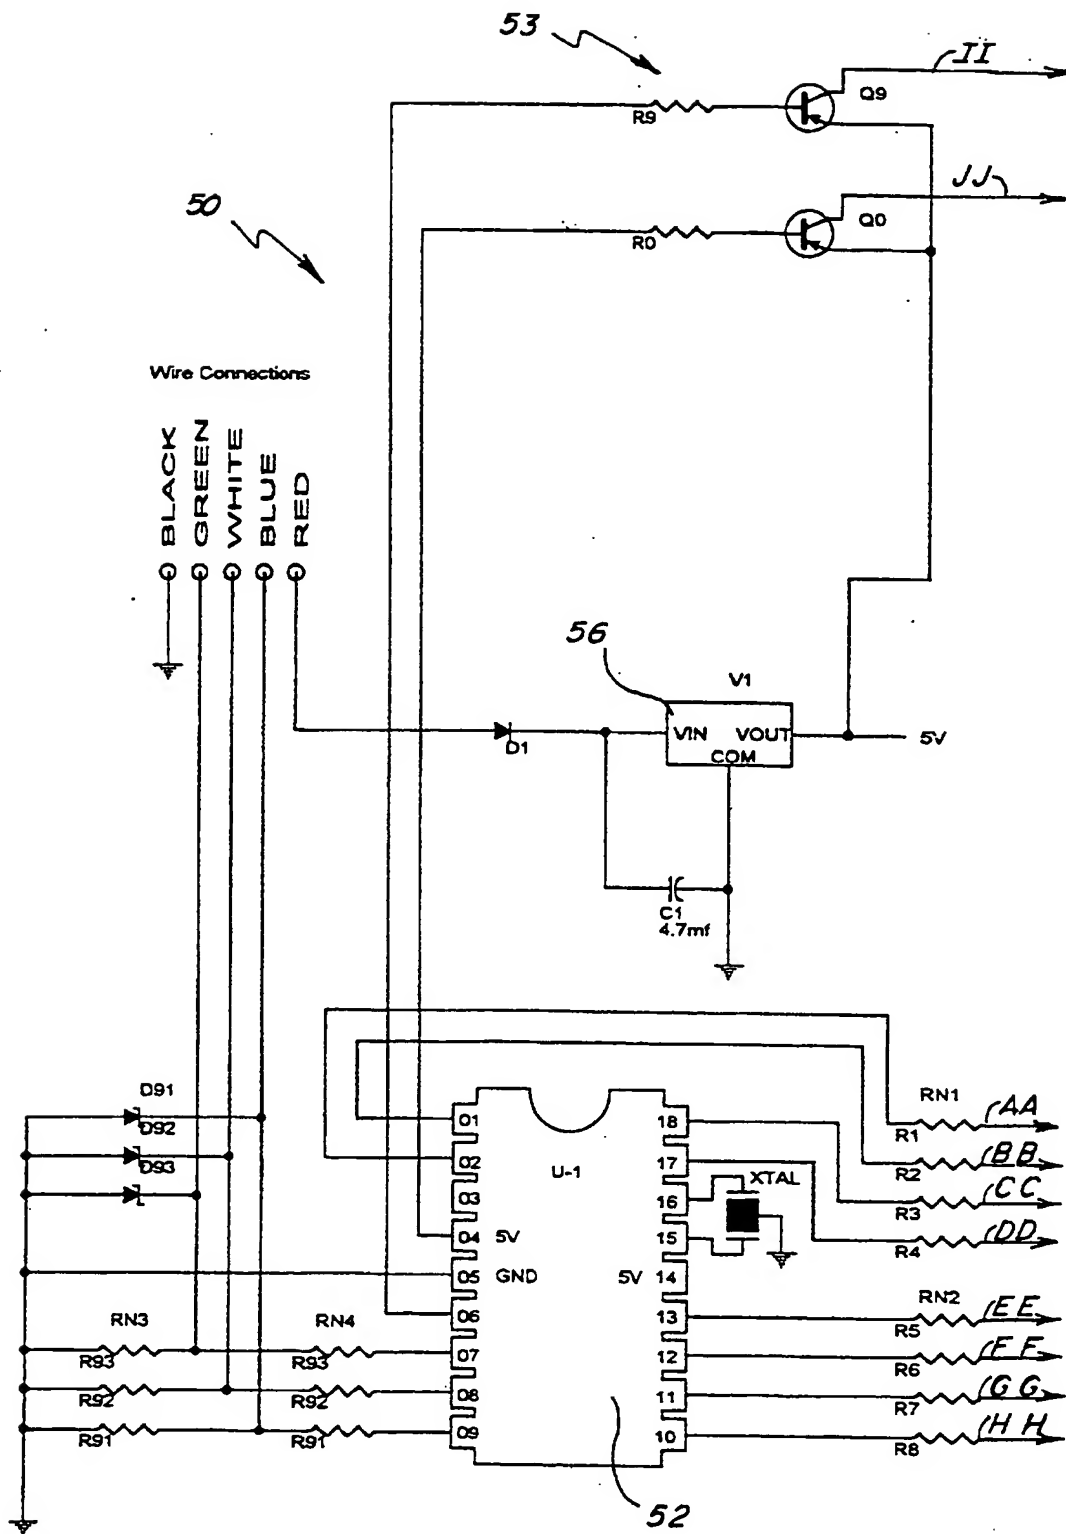 53
II
Q9
R9
50
JJ
Q0
R0
Wire Connections
BLACK
GREEN
WHITE
BLUE
RED
56
V1
VIN VOUT
COM
5V
D1
C1
4.7mf
D91
D92
D93
RN1
AA
R1
BB
R2
CC
R3
DD
R4
RN2
EE
R5
FF
R6
GG
R7
HH
R8
U-1
XTAL
01
02
03
04 5V
05 GND
06
07
08
09
18
17
16
15
5V 14
13
12
11
10
RN3
RN4
R93
R93
R92
R92
R91
R91
52